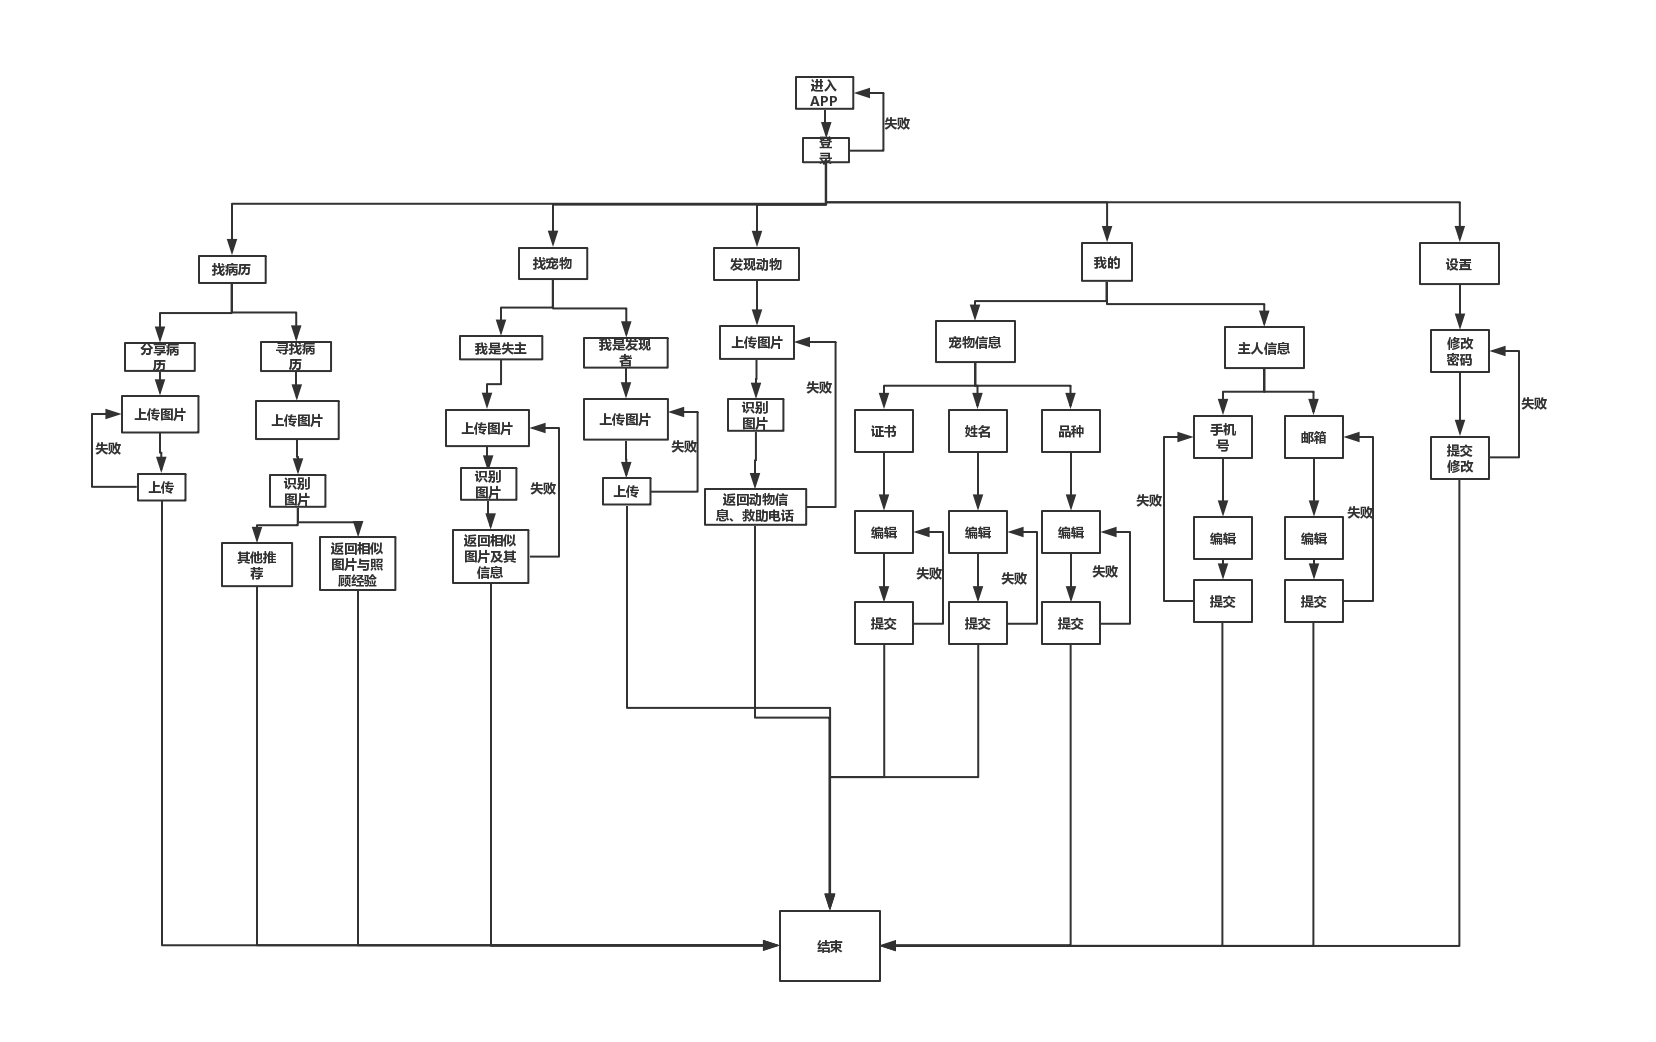 进入
APP
失败
登
录
找病历
找宠物
发现动物
我的
设置
分享病
历
寻找病
历
我是失主
我是发现
者
上传图片
宠物信息
主人信息
修改
密码
上传图片
失败
上传
上传图片
识别
图片
其他推
荐
返回相似
图片与照
顾经验
上传图片
识别
图片
失败
返回相似
图片及其
信息
上传图片
失败
上传
识别
图片
失败
返回动物信
息、救助电话
证书
姓名
品种
编辑
编辑
编辑
失败
失败
失败
提交
提交
提交
手机
号
邮箱
失败
失败
编辑
编辑
提交
提交
失败
提交
修改
结束